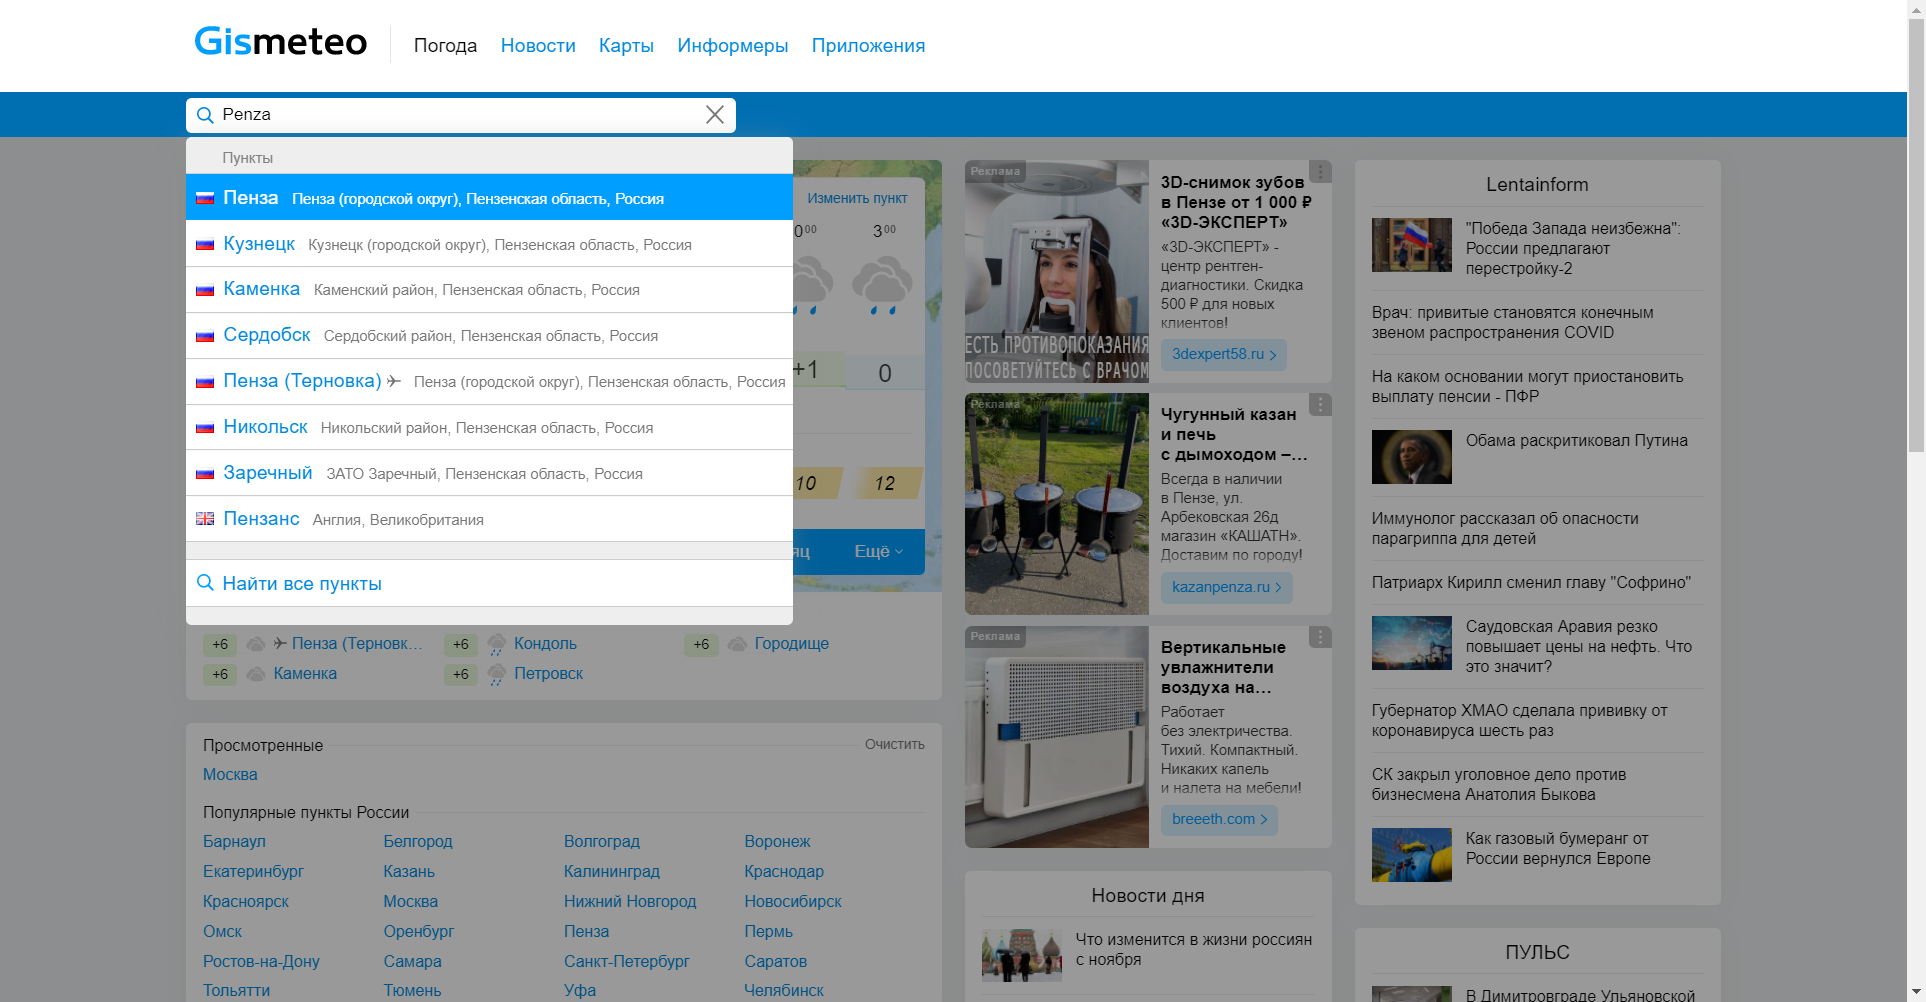 Gismeteo
Погода
Новости
Карты
Информеры
Приложения
Penza
Пункты
Пенза Пенза (городской округ), Пензенская область, Россия
Кузнецк Кузнецк (городской округ), Пензенская область, Россия
Каменка Каменский район, Пензенская область, Россия
Сердобск Сердобский район, Пензенская область, Россия
Пенза (Терновка) Пенза (городской округ), Пензенская область, Россия
Никольск Никольский район, Пензенская область, Россия
Заречный ЗАТО Заречный, Пензенская область, Россия
Пензанс Англия, Великобритания
Найти все пункты
Изменить пункт
0⁰⁰ 3⁰⁰
+1 0
10 12
Ещё
+6 Пенза (Терновк...
+6 Кондоль
+6 Городище
+6 Каменка
+6 Петровск
Просмотренные
Очистить
Москва
Популярные пункты России
Барнаул Белгород Волгоград Воронеж
Екатеринбург Казань Калининград Краснодар
Красноярск Москва Нижний Новгород Новосибирск
Омск Оренбург Пенза Пермь
Ростов-на-Дону Самара Санкт-Петербург Саратов
Тольятти Тюмень Уфа Челябинск
Реклама
ЕСТЬ ПРОТИВОПОКАЗАНИЯ
ПОСОВЕТУЙТЕСЬ С ВРАЧОМ
3D-снимок зубов
в Пензе от 1 000 ₽
«3D-ЭКСПЕРТ»
«3D-ЭКСПЕРТ» -
центр рентген-
диагностики. Скидка
500 ₽ для новых
клиентов!
3dexpert58.ru
Реклама
Чугунный казан
и печь
с дымоходом –...
Всегда в наличии
в Пензе, ул.
Арбековская 26д
магазин «КАШАТН».
Доставим по городу!
kazanpenza.ru
Реклама
Вертикальные
увлажнители
воздуха на...
Работает
без электричества.
Тихий. Компактный.
Никаких капель
и налета на мебели!
breeeth.com
Новости дня
Что изменится в жизни россиян
с ноября
Lentainform
"Победа Запада неизбежна":
России предлагают
перестройку-2
Врач: привитые становятся конечным
звеном распространения COVID
На каком основании могут приостановить
выплату пенсии - ПФР
Обама раскритиковал Путина
Иммунолог рассказал об опасности
парагриппа для детей
Патриарх Кирилл сменил главу "Софрино"
Саудовская Аравия резко
повышает цены на нефть. Что
это значит?
Губернатор ХМАО сделала прививку от
коронавируса шесть раз
СК закрыл уголовное дело против
бизнесмена Анатолия Быкова
Как газовый бумеранг от
России вернулся Европе
ПУЛЬС
В Димитровграде Ульяновской